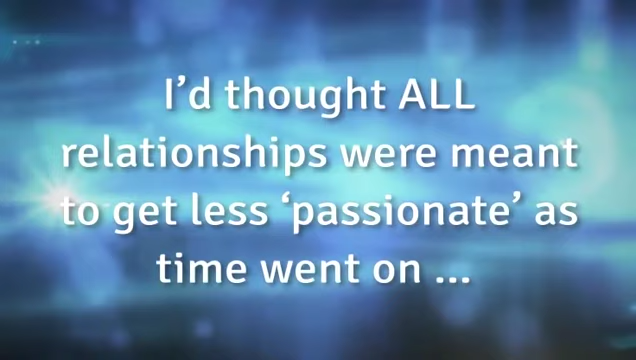 I’d thought ALL
relationships were meant
to get less ‘passionate’ as
time went on ...